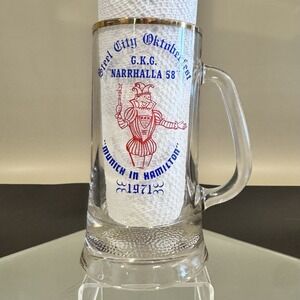 Steel City Oktoberfest
G.K.G.
NARRHALLA 58
"MUNICH IN HAMILTON"
1971